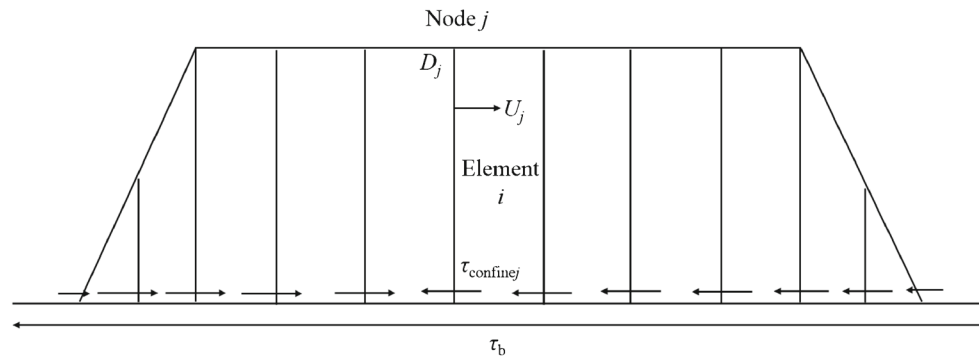 Node j
D_j
U_j
Element
i
τ_confinej
τ_b